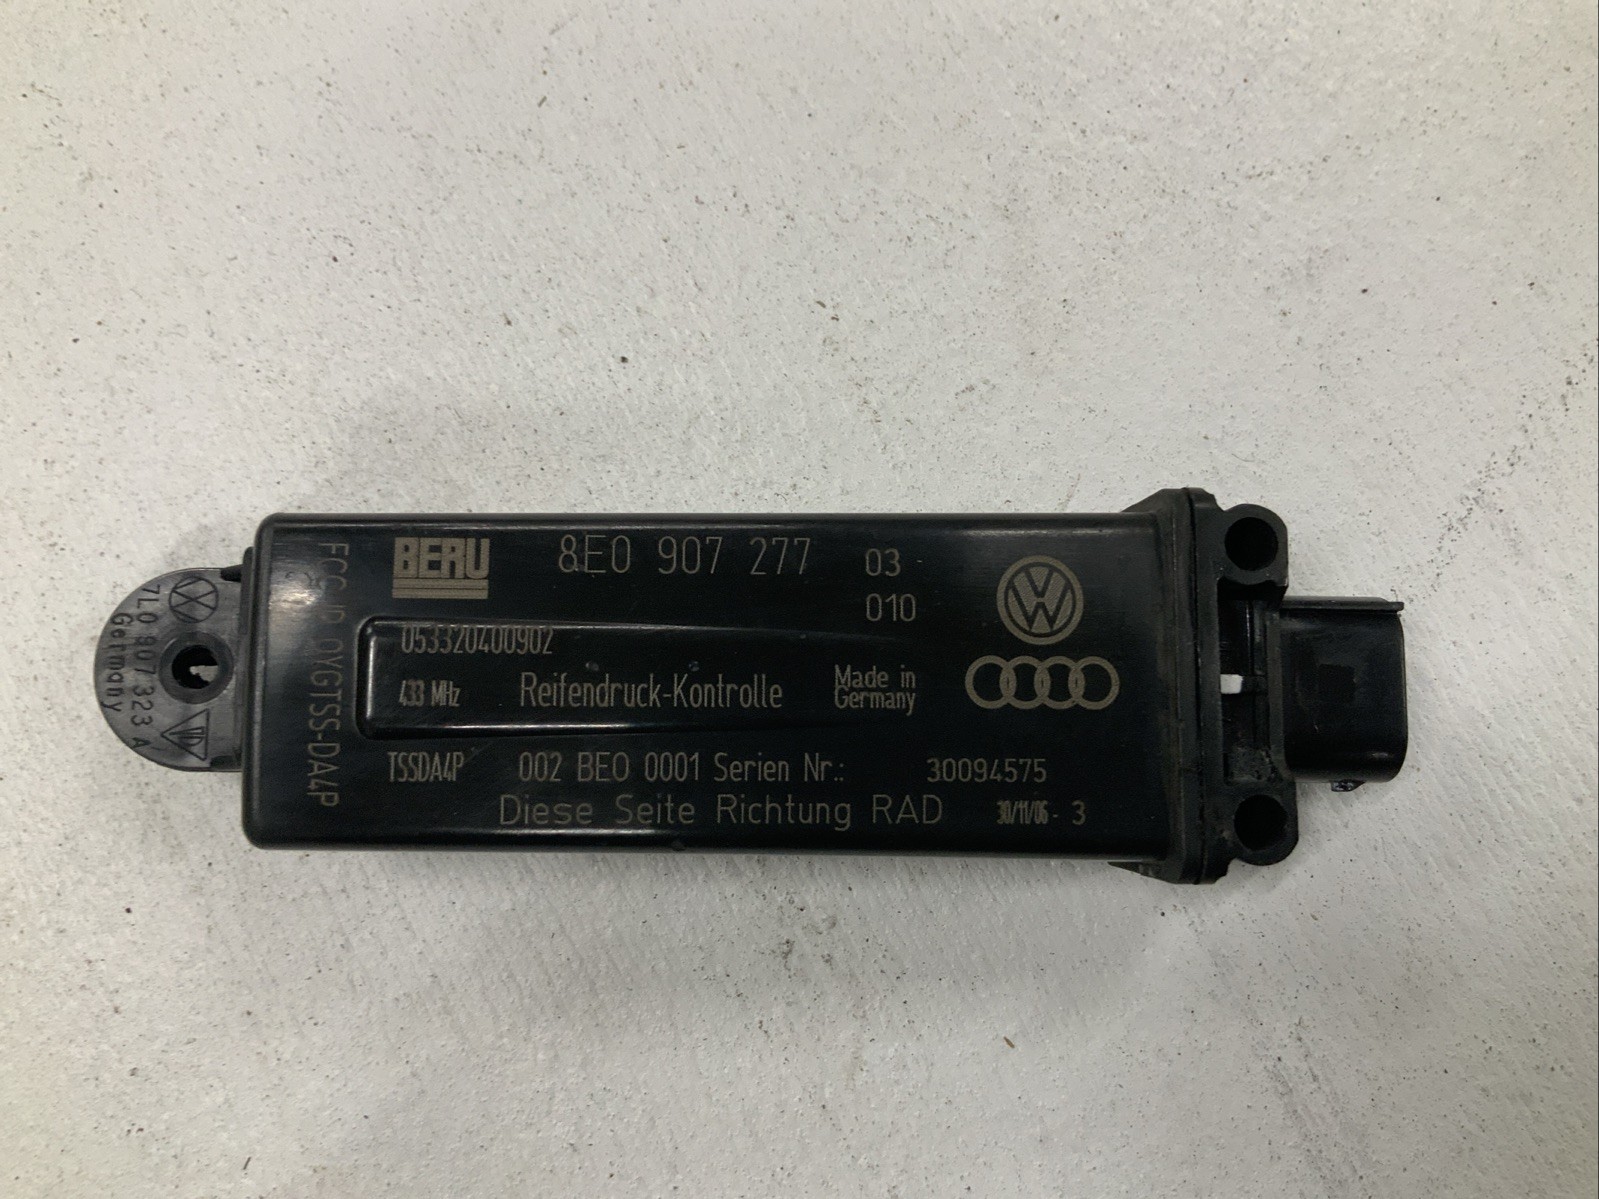 BERU 8E0 907 277 03
010
053320400902
433 MHz Reifendruck-Kontrolle Made in
Germany
TSSDA4P 002 BE0 0001 Serien Nr.: 30094575
Diese Seite Richtung RAD 30/11/06 - 3
FCC ID OYGTSS-DA4P
7L0 907 323 A
Germany